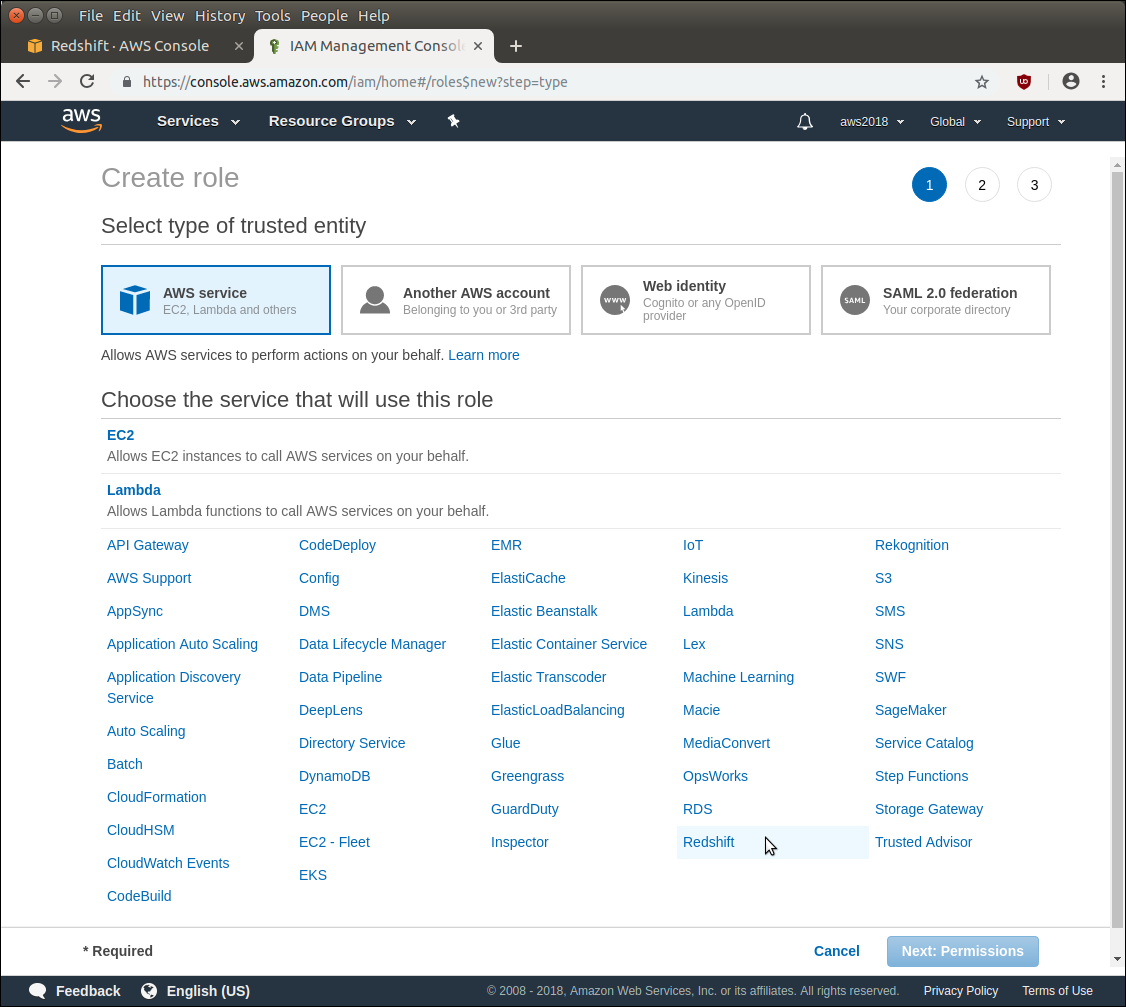 File Edit View History Tools People Help
Redshift · AWS Console
IAM Management Consol
https://console.aws.amazon.com/iam/home#/roles$new?step=type
aws Services Resource Groups aws2018 Global Support
Create role
1 2 3
Select type of trusted entity
AWS service
EC2, Lambda and others
Another AWS account
Belonging to you or 3rd party
www
Web identity
Cognito or any OpenID
provider
SAML
SAML 2.0 federation
Your corporate directory
Allows AWS services to perform actions on your behalf. Learn more
Choose the service that will use this role
EC2
Allows EC2 instances to call AWS services on your behalf.
Lambda
Allows Lambda functions to call AWS services on your behalf.
API Gateway
AWS Support
AppSync
Application Auto Scaling
Application Discovery
Service
Auto Scaling
Batch
CloudFormation
CloudHSM
CloudWatch Events
CodeBuild
CodeDeploy
Config
DMS
Data Lifecycle Manager
Data Pipeline
DeepLens
Directory Service
DynamoDB
EC2
EC2 - Fleet
EKS
EMR
ElastiCache
Elastic Beanstalk
Elastic Container Service
Elastic Transcoder
ElasticLoadBalancing
Glue
Greengrass
GuardDuty
Inspector
IoT
Kinesis
Lambda
Lex
Machine Learning
Macie
MediaConvert
OpsWorks
RDS
Redshift
Rekognition
S3
SMS
SNS
SWF
SageMaker
Service Catalog
Step Functions
Storage Gateway
Trusted Advisor
* Required
Cancel
Next: Permissions
Feedback English (US) © 2008 - 2018, Amazon Web Services, Inc. or its affiliates. All rights reserved. Privacy Policy Terms of Use